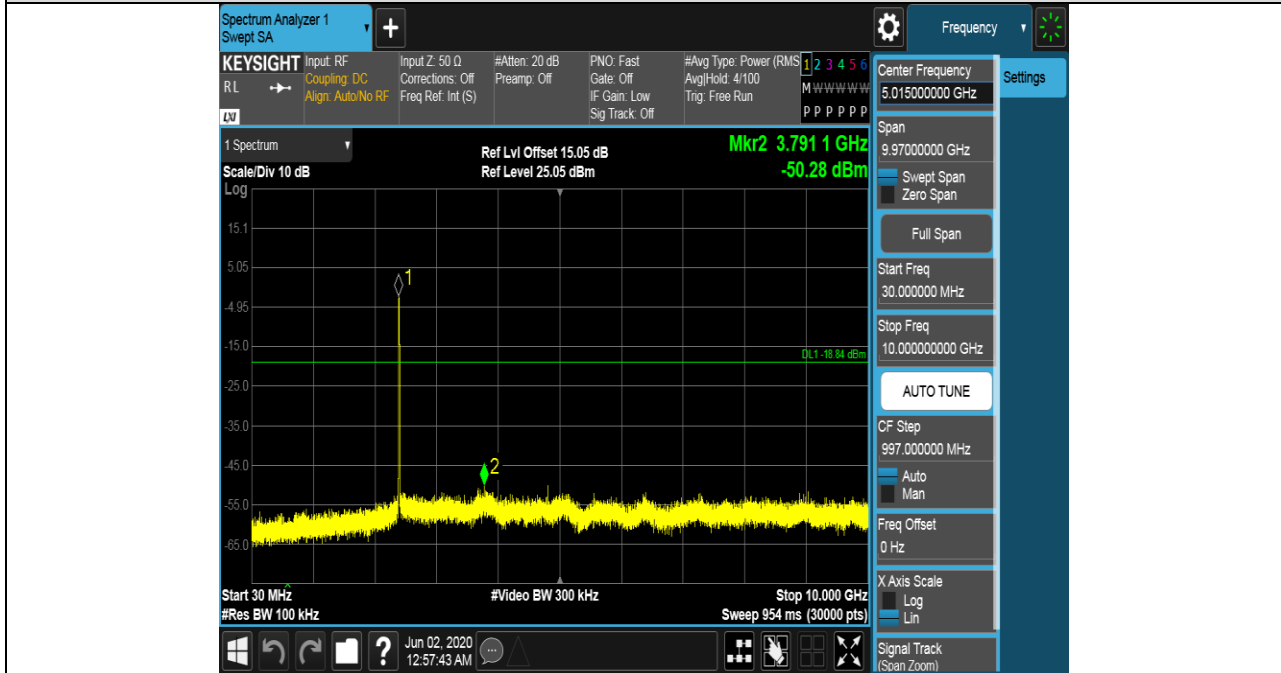 Spectrum Analyzer 1
Swept SA
+
Frequency
KEYSIGHT
RL
LXI
Input: RF
Coupling: DC
Align: Auto/No RF
Input Z: 50 Ω
Corrections: Off
Freq Ref: Int (S)
#Atten: 20 dB
Preamp: Off
PNO: Fast
Gate: Off
IF Gain: Low
Sig Track: Off
#Avg Type: Power (RMS
Avg|Hold: 4/100
Trig: Free Run
1 2 3 4 5 6
M W W W W W
P P P P P P
Center Frequency
5.015000000 GHz
Settings
Span
9.97000000 GHz
Swept Span
Zero Span
Full Span
Start Freq
30.000000 MHz
Stop Freq
10.000000000 GHz
AUTO TUNE
CF Step
997.000000 MHz
Auto
Man
Freq Offset
0 Hz
X Axis Scale
Log
Lin
Signal Track
(Span Zoom)
1 Spectrum
Scale/Div 10 dB
Ref Lvl Offset 15.05 dB
Ref Level 25.05 dBm
Mkr2 3.791 1 GHz
-50.28 dBm
Log
15.1
5.05
-4.95
-15.0
-25.0
-35.0
-45.0
-55.0
-65.0
1
2
DL1 -18.84 dBm
Start 30 MHz
#Video BW 300 kHz
Stop 10.000 GHz
#Res BW 100 kHz
Sweep 954 ms (30000 pts)
?
Jun 02, 2020
12:57:43 AM